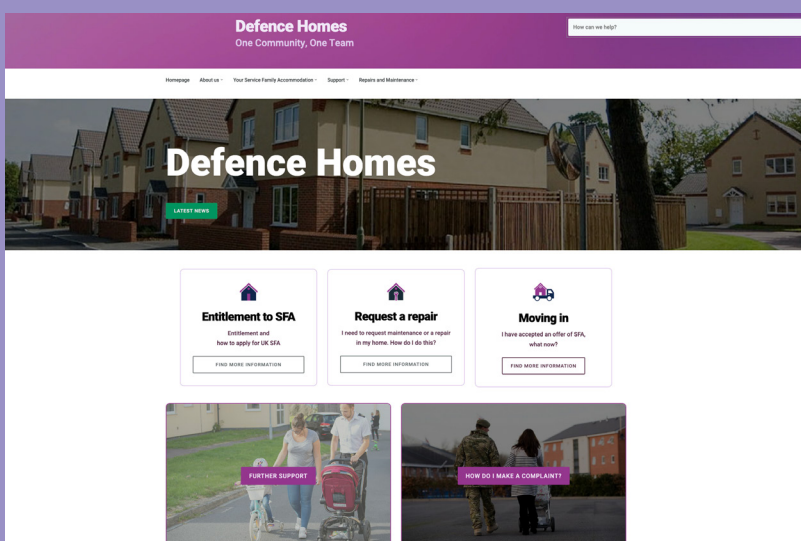 Defence Homes
One Community, One Team
How can we help?
Homepage About us Your Service Family Accommodation Support Repairs and Maintenance
Defence Homes
LATEST NEWS
Entitlement to SFA
Entitlement and
how to apply for UK SFA
FIND MORE INFORMATION
Request a repair
I need to request maintenance or a repair
in my home. How do I do this?
FIND MORE INFORMATION
Moving in
I have accepted an offer of SFA,
what now?
FIND MORE INFORMATION
FURTHER SUPPORT
HOW DO I MAKE A COMPLAINT?